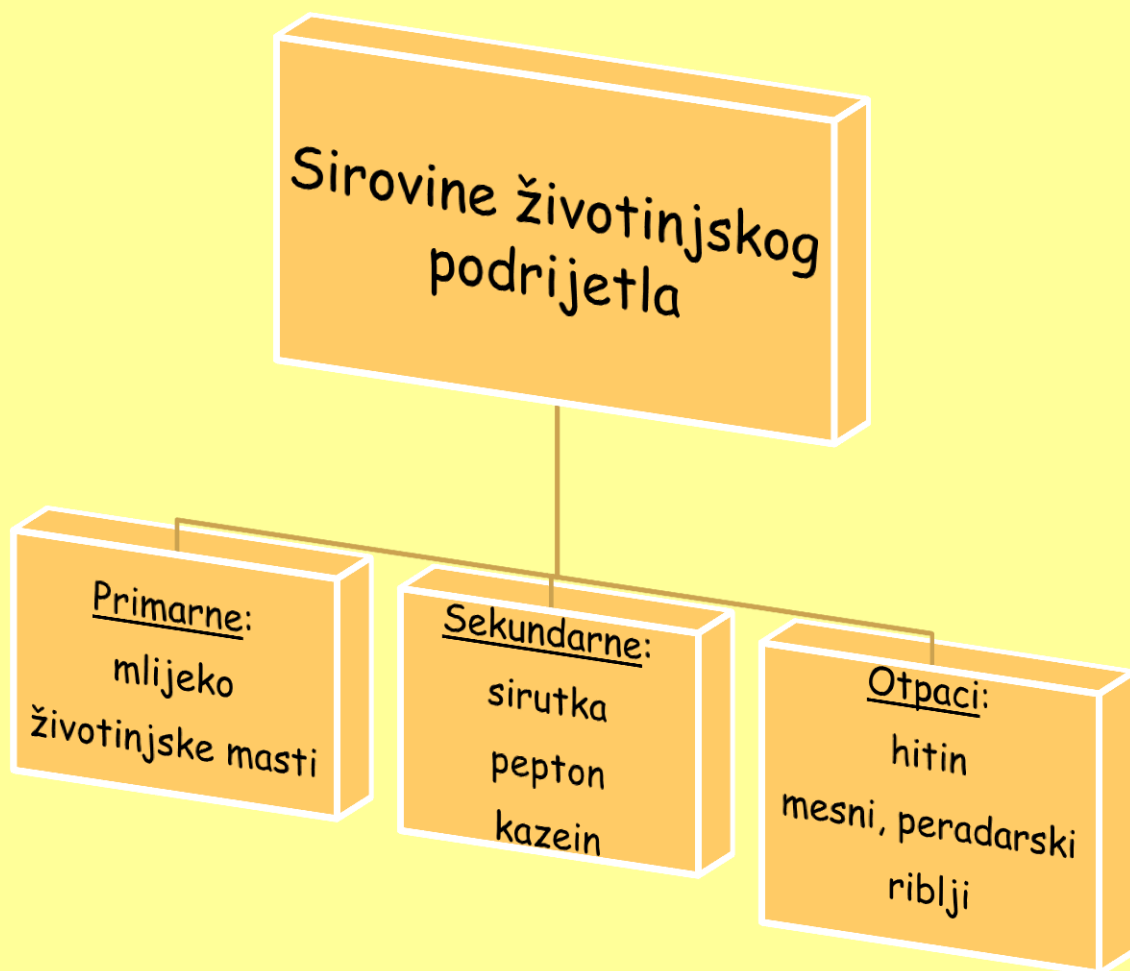 Sirovine životinjskog
podrijetla
Primarne:
mlijeko
životinjske masti
Sekundarne:
sirutka
pepton
kazein
Otpaci:
hitin
mesni, peradarski
riblji